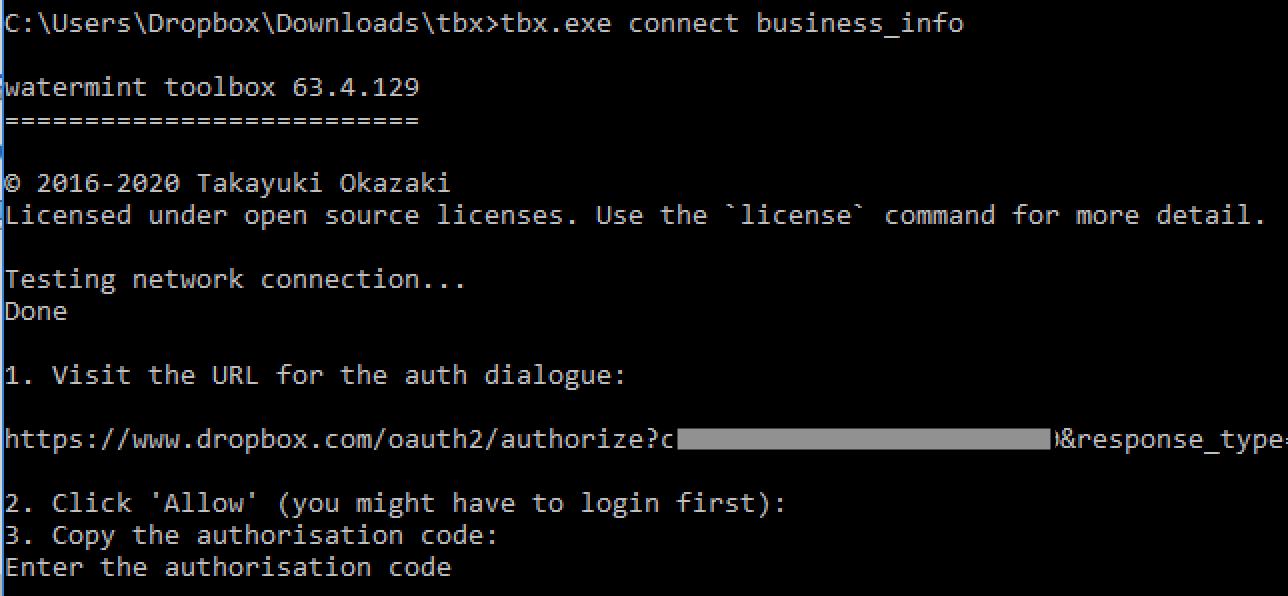 C:\Users\Dropbox\Downloads\tbx>tbx.exe connect business_info
watermint toolbox 63.4.129
==========================
© 2016-2020 Takayuki Okazaki
Licensed under open source licenses. Use the `license` command for more detail.
Testing network connection...
Done
1. Visit the URL for the auth dialogue:
https://www.dropbox.com/oauth2/authorize?c &response_type=
2. Click 'Allow' (you might have to login first):
3. Copy the authorisation code:
Enter the authorisation code